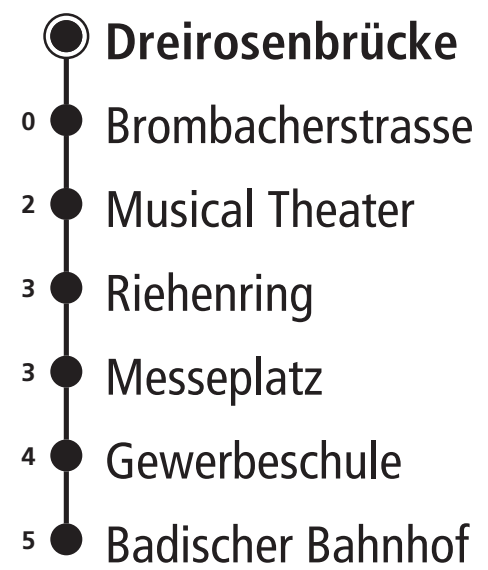 Dreirosenbrücke
0 Brombacherstrasse
2 Musical Theater
3 Riehenring
3 Messeplatz
4 Gewerbeschule
5 Badischer Bahnhof